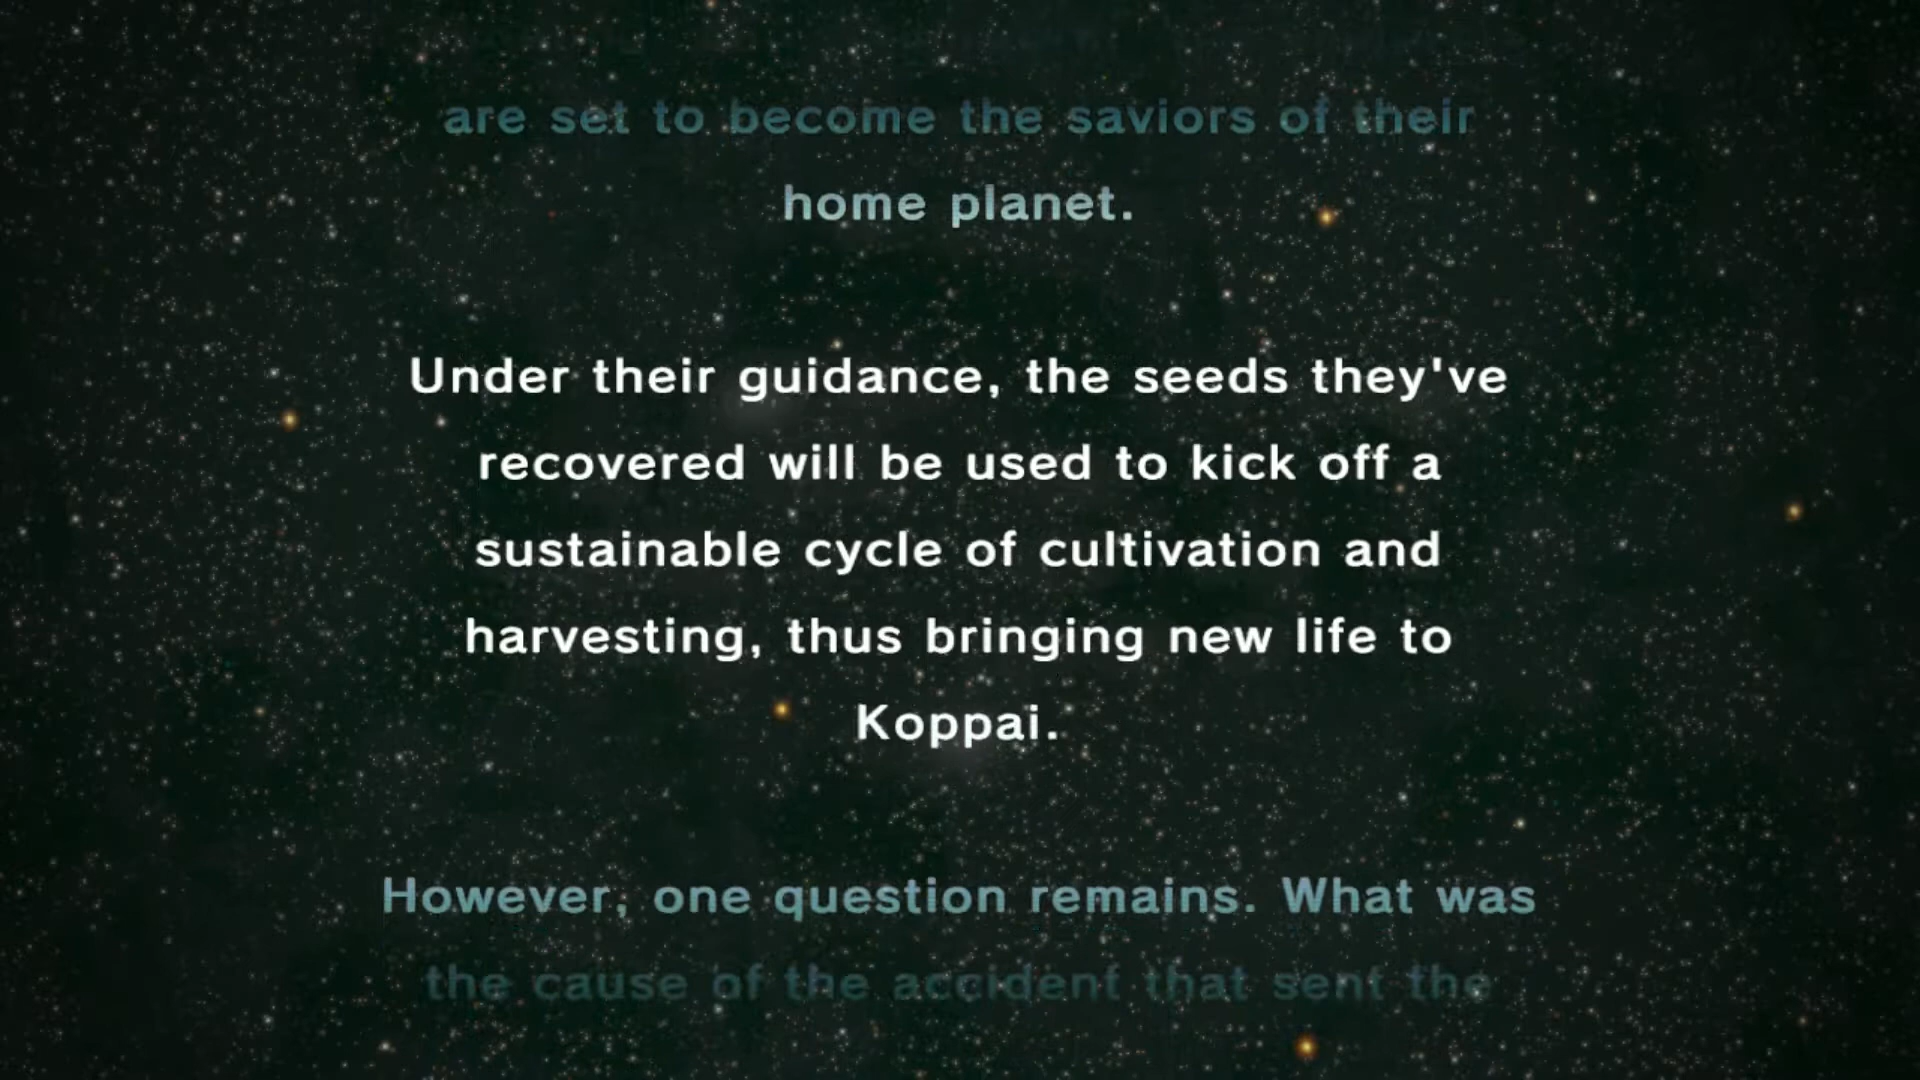 are set to become the saviors of their
home planet.
Under their guidance, the seeds they've
recovered will be used to kick off a
sustainable cycle of cultivation and
harvesting, thus bringing new life to
Koppai.
However, one question remains. What was
the cause of the accident that sent the